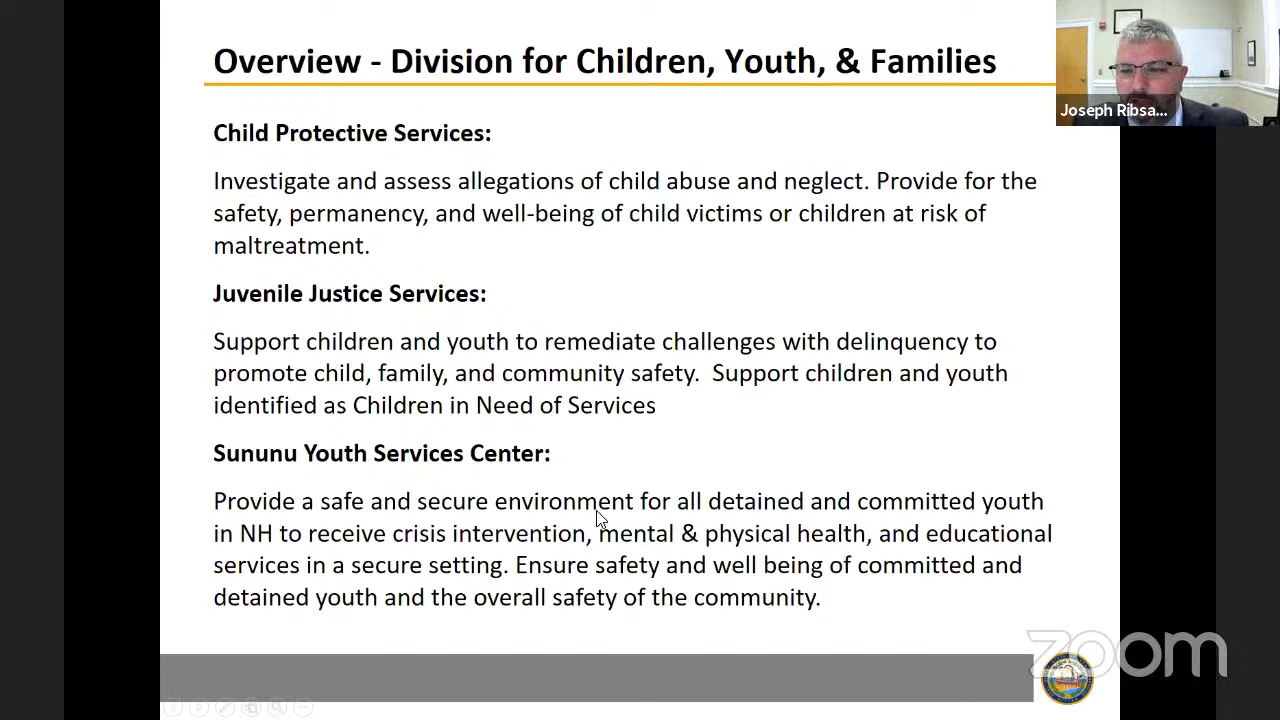 Overview - Division for Children, Youth, & Families
Joseph Ribsa...
Child Protective Services:
Investigate and assess allegations of child abuse and neglect. Provide for the
safety, permanency, and well-being of child victims or children at risk of
maltreatment.
Juvenile Justice Services:
Support children and youth to remediate challenges with delinquency to
promote child, family, and community safety.  Support children and youth
identified as Children in Need of Services
Sununu Youth Services Center:
Provide a safe and secure environment for all detained and committed youth
in NH to receive crisis intervention, mental & physical health, and educational
services in a secure setting. Ensure safety and well being of committed and
detained youth and the overall safety of the community.
zoom